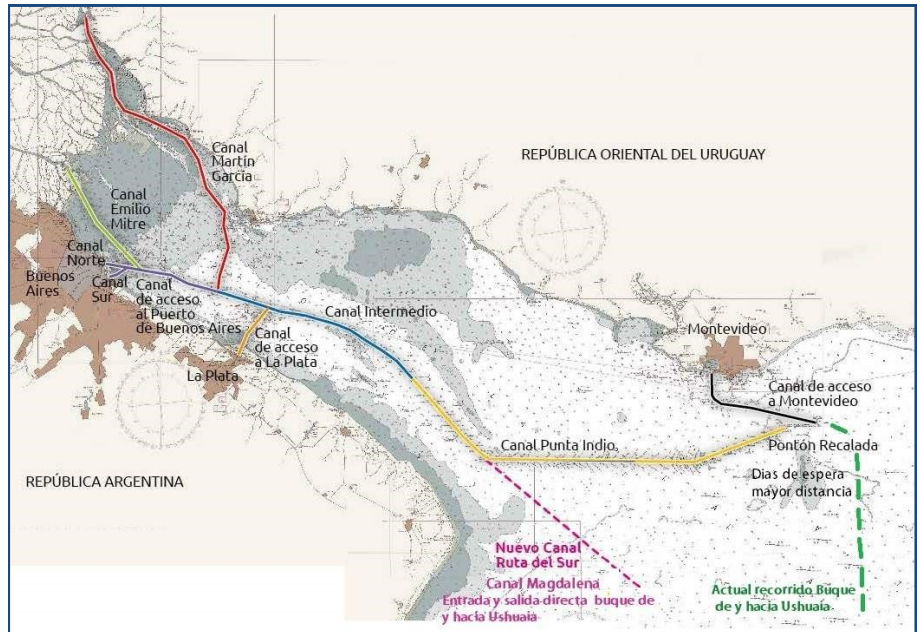 Canal
Martín
García
REPÚBLICA ORIENTAL DEL URUGUAY
Canal
Emilio
Mitre
Canal
Norte
Buenos
Aires
Canal
Sur
Canal
de acceso
al Puerto
de Buenos Aires
Canal
de acceso
a La Plata
La Plata
Canal Intermedio
Montevideo
Canal de acceso
a Montevideo
Canal Punta Indio
Pontón Recalada
Dias de espera
mayor distancia
REPÚBLICA ARGENTINA
Nuevo Canal
Ruta del Sur
Canal Magdalena
Entrada y salida directa buque de
y hacia Ushuaia
Actual recorrido Buque
de y hacia Ushuaia